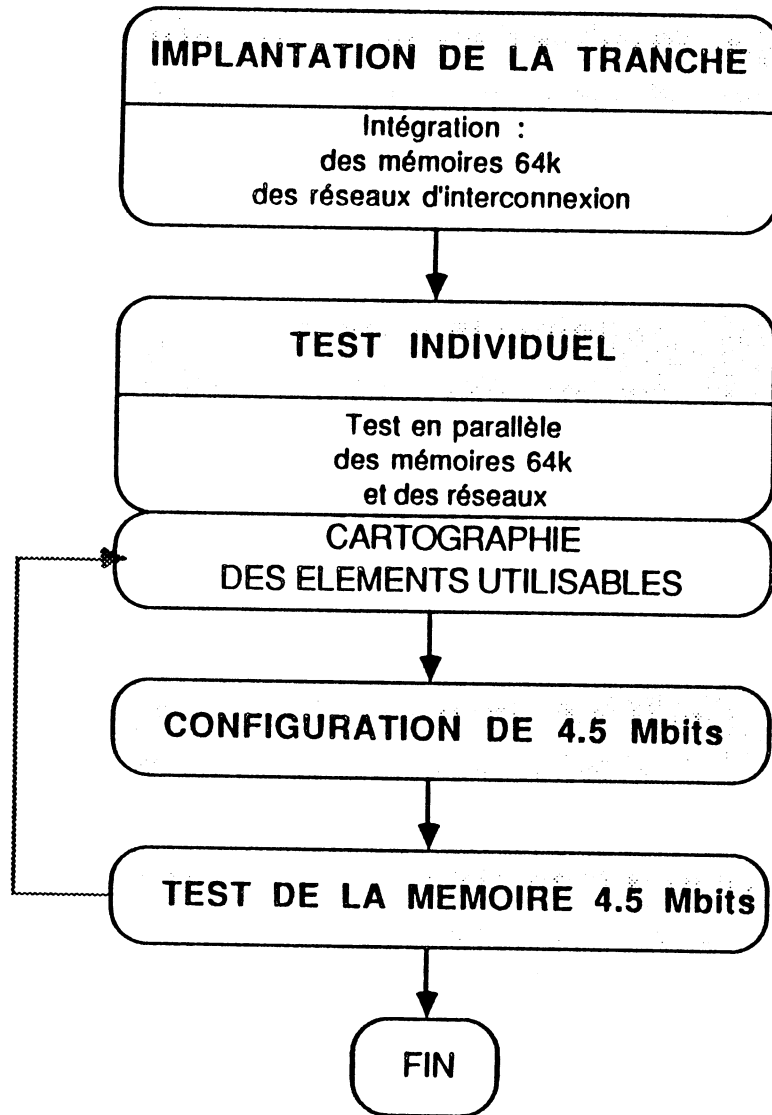 IMPLANTATION DE LA TRANCHE
Intégration :
des mémoires 64k
des réseaux d'interconnexion
TEST INDIVIDUEL
Test en parallèle
des mémoires 64k
et des réseaux
CARTOGRAPHIE
DES ELEMENTS UTILISABLES
CONFIGURATION DE 4.5 Mbits
TEST DE LA MEMOIRE 4.5 Mbits
FIN